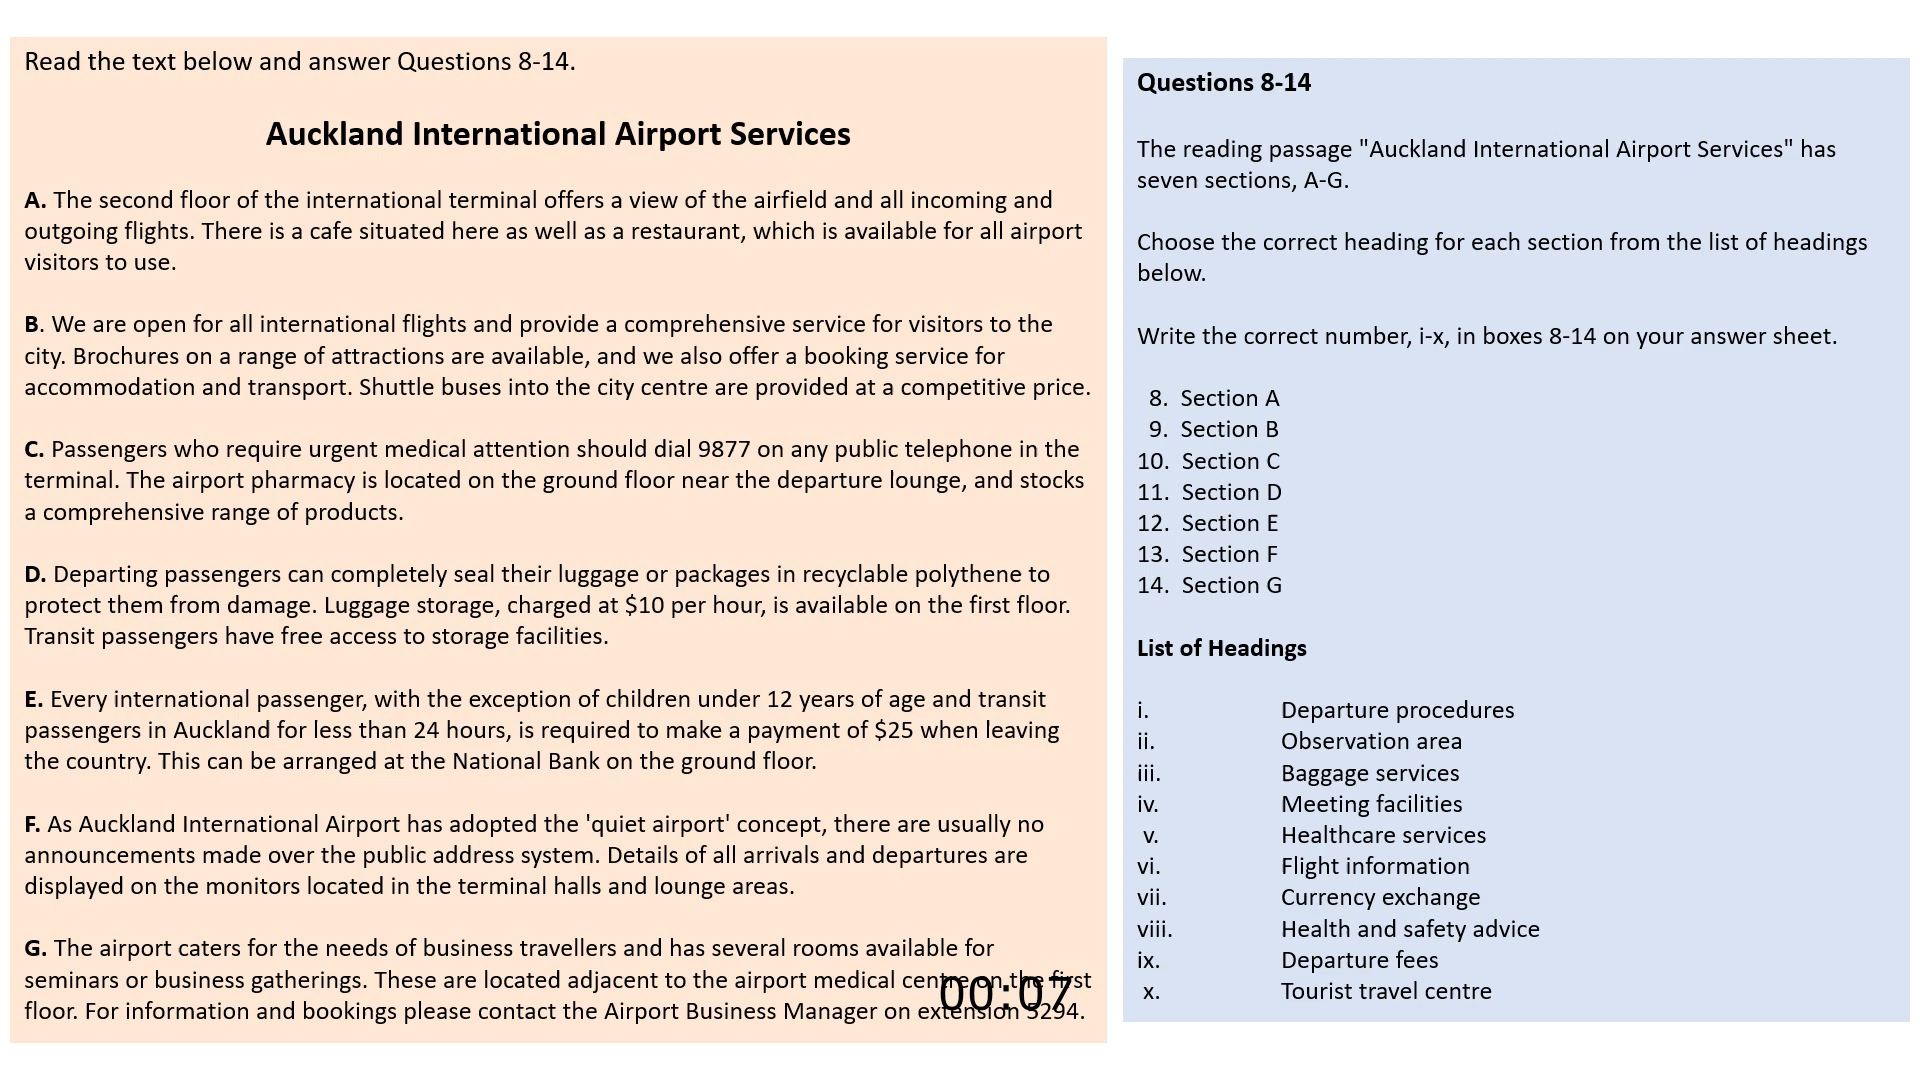 Read the text below and answer Questions 8-14.
Auckland International Airport Services
A. The second floor of the international terminal offers a view of the airfield and all incoming and
outgoing flights. There is a cafe situated here as well as a restaurant, which is available for all airport
visitors to use.
B. We are open for all international flights and provide a comprehensive service for visitors to the
city. Brochures on a range of attractions are available, and we also offer a booking service for
accommodation and transport. Shuttle buses into the city centre are provided at a competitive price.
C. Passengers who require urgent medical attention should dial 9877 on any public telephone in the
terminal. The airport pharmacy is located on the ground floor near the departure lounge, and stocks
a comprehensive range of products.
D. Departing passengers can completely seal their luggage or packages in recyclable polythene to
protect them from damage. Luggage storage, charged at $10 per hour, is available on the first floor.
Transit passengers have free access to storage facilities.
E. Every international passenger, with the exception of children under 12 years of age and transit
passengers in Auckland for less than 24 hours, is required to make a payment of $25 when leaving
the country. This can be arranged at the National Bank on the ground floor.
F. As Auckland International Airport has adopted the 'quiet airport' concept, there are usually no
announcements made over the public address system. Details of all arrivals and departures are
displayed on the monitors located in the terminal halls and lounge areas.
G. The airport caters for the needs of business travellers and has several rooms available for
seminars or business gatherings. These are located adjacent to the airport medical centre on the first
floor. For information and bookings please contact the Airport Business Manager on extension 5294.
00:07
Questions 8-14
The reading passage "Auckland International Airport Services" has
seven sections, A-G.
Choose the correct heading for each section from the list of headings
below.
Write the correct number, i-x, in boxes 8-14 on your answer sheet.
8. Section A
9. Section B
10. Section C
11. Section D
12. Section E
13. Section F
14. Section G
List of Headings
i. Departure procedures
ii. Observation area
iii. Baggage services
iv. Meeting facilities
v. Healthcare services
vi. Flight information
vii. Currency exchange
viii. Health and safety advice
ix. Departure fees
x. Tourist travel centre